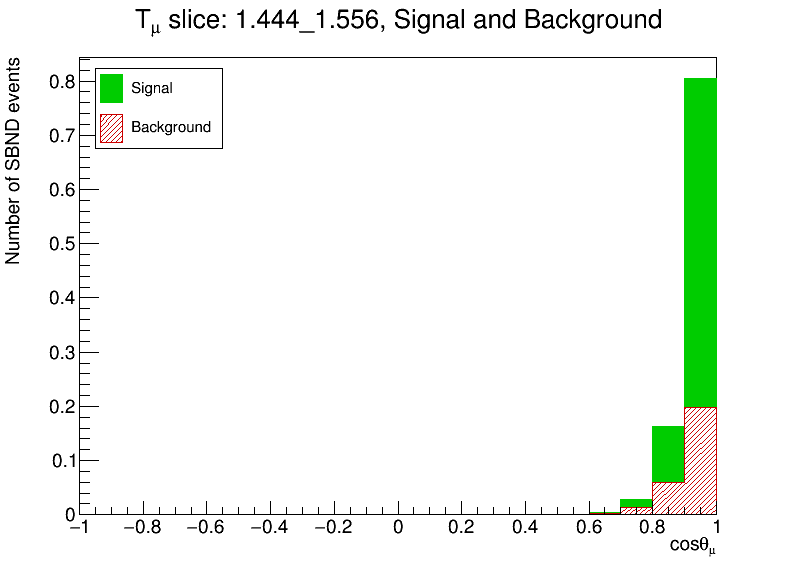 Tμ slice: 1.444_1.556, Signal and Background
Number of SBND events
Signal
Background
0.8
0.7
0.6
0.5
0.4
0.3
0.2
0.1
0
−1 −0.8 −0.6 −0.4 −0.2 0 0.2 0.4 0.6 0.8 1
cosθμ